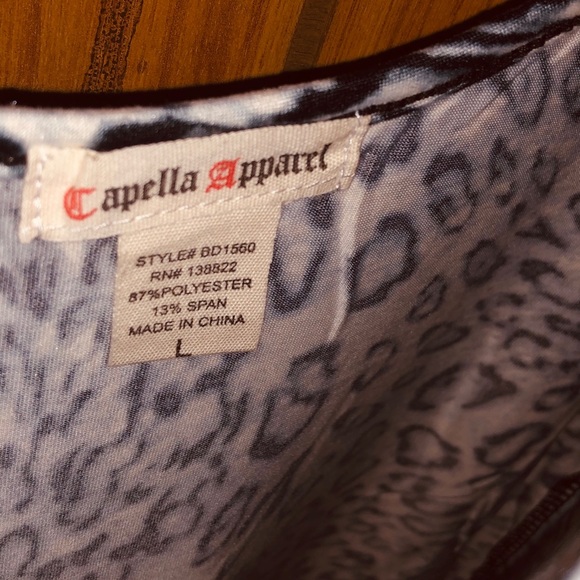 Capella Apparel
STYLE# BD1560
RN# 138822
87%POLYESTER
13% SPAN
MADE IN CHINA
L